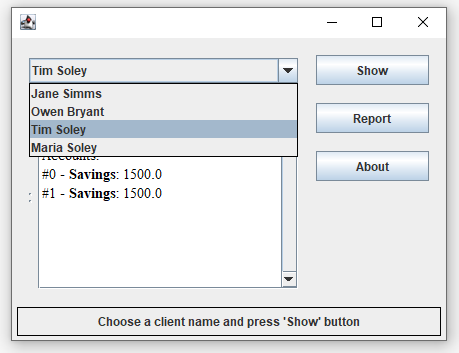 Tim Soley
Show
Jane Simms
Owen Bryant
Tim Soley
Maria Soley
Report
Accounts:
#0 - Savings: 1500.0
#1 - Savings: 1500.0
About
Choose a client name and press 'Show' button